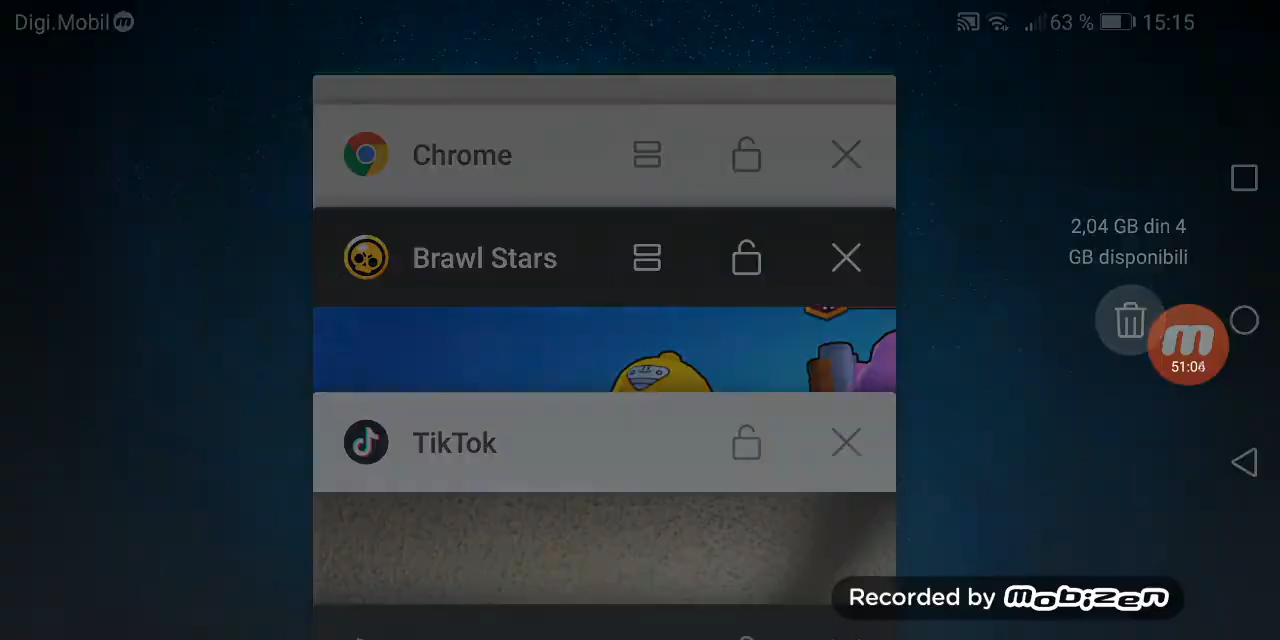 Digi.Mobil
63 %
15:15
Chrome
Brawl Stars
2,04 GB din 4
GB disponibili
51:04
TikTok
Recorded by mobizen